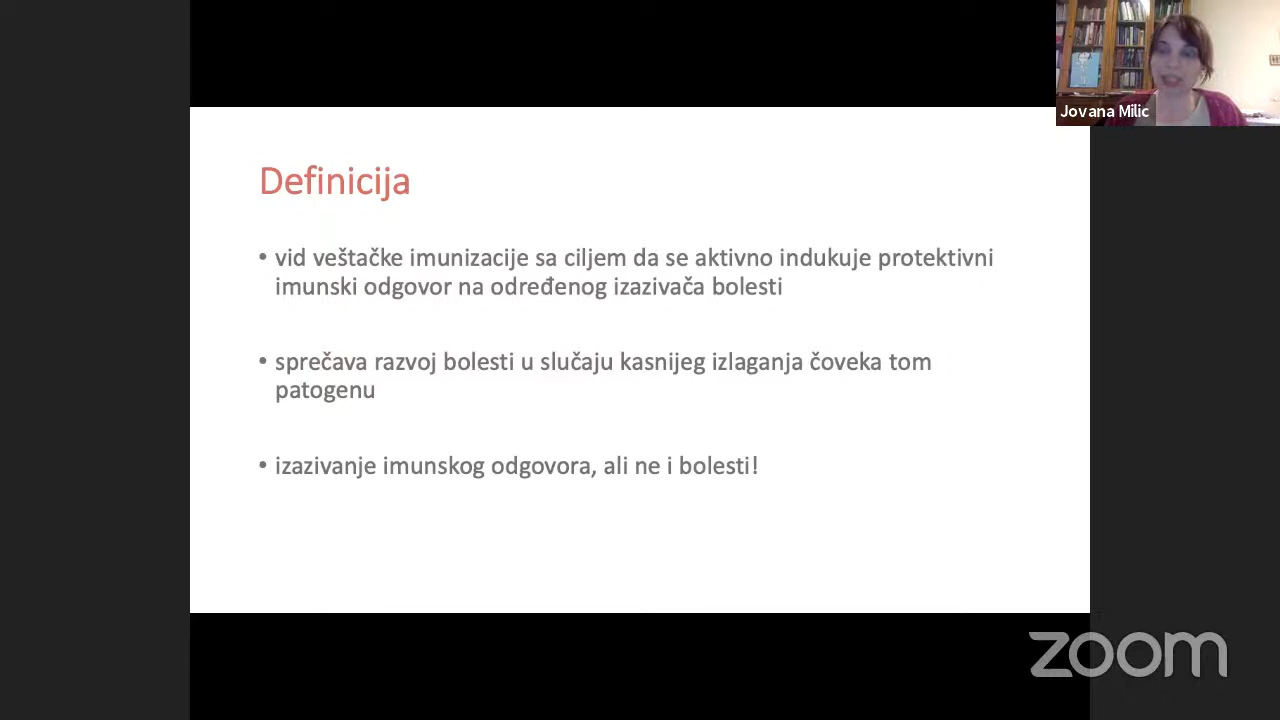 Jovana Milic
Definicija
• vid veštačke imunizacije sa ciljem da se aktivno indukuje protektivni
imunski odgovor na određenog izazivača bolesti
• sprečava razvoj bolesti u slučaju kasnijeg izlaganja čoveka tom
patogenu
• izazivanje imunskog odgovora, ali ne i bolesti!
zoom